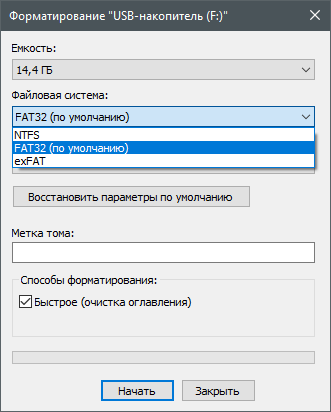 Форматирование "USB-накопитель (F:)"
Емкость:
14,4 ГБ
Файловая система:
FAT32 (по умолчанию)
NTFS
FAT32 (по умолчанию)
exFAT
Восстановить параметры по умолчанию
Метка тома:
Способы форматирования:
Быстрое (очистка оглавления)
Начать
Закрыть